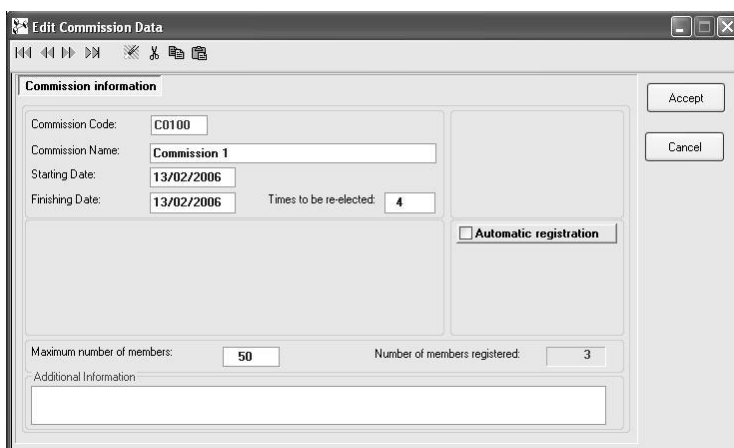 Edit Commission Data
Commission information
Accept
Commission Code: C0100
Commission Name: Commission 1
Cancel
Starting Date: 13/02/2006
Finishing Date: 13/02/2006 Times to be re-elected: 4
Automatic registration
Maximum number of members: 50 Number of members registered: 3
Additional Information